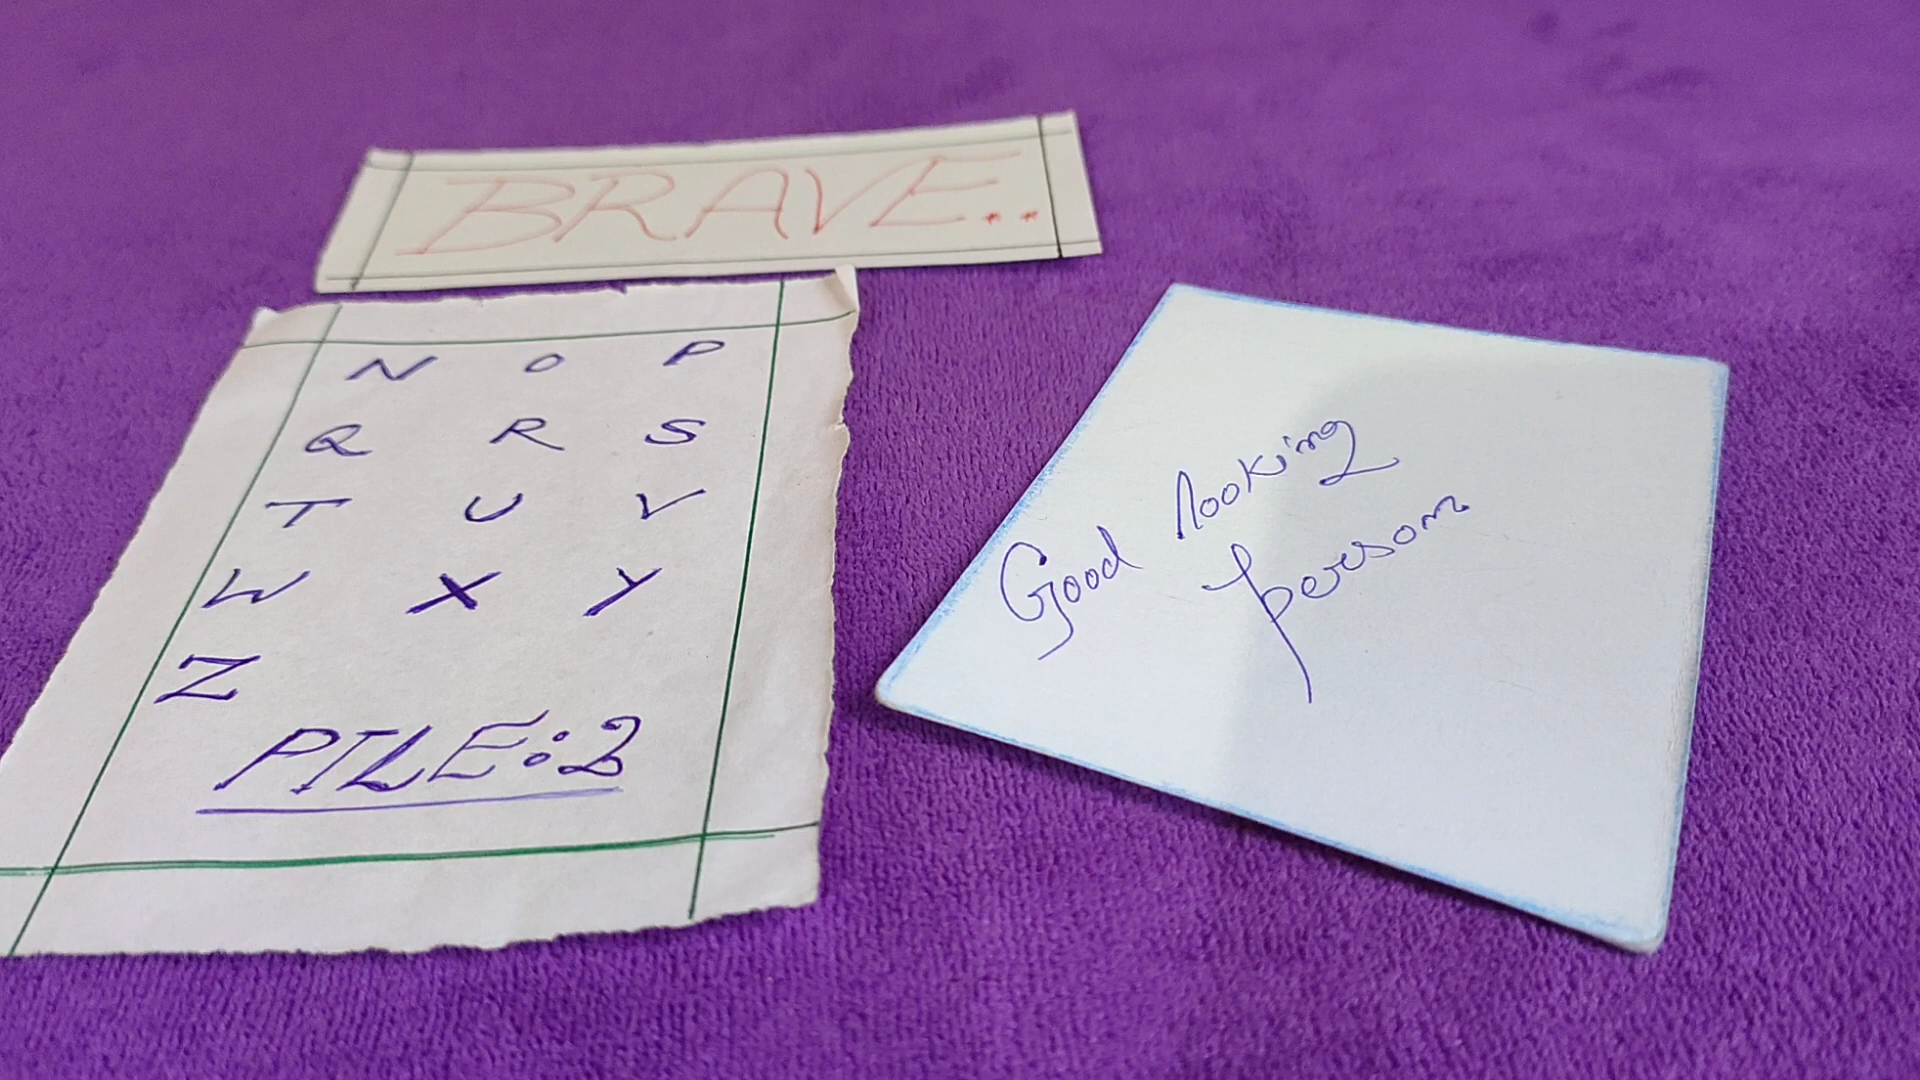 BRAVE..
N O P
Q R S
T U V
W X Y
Z
PILE:2
Good looking
person